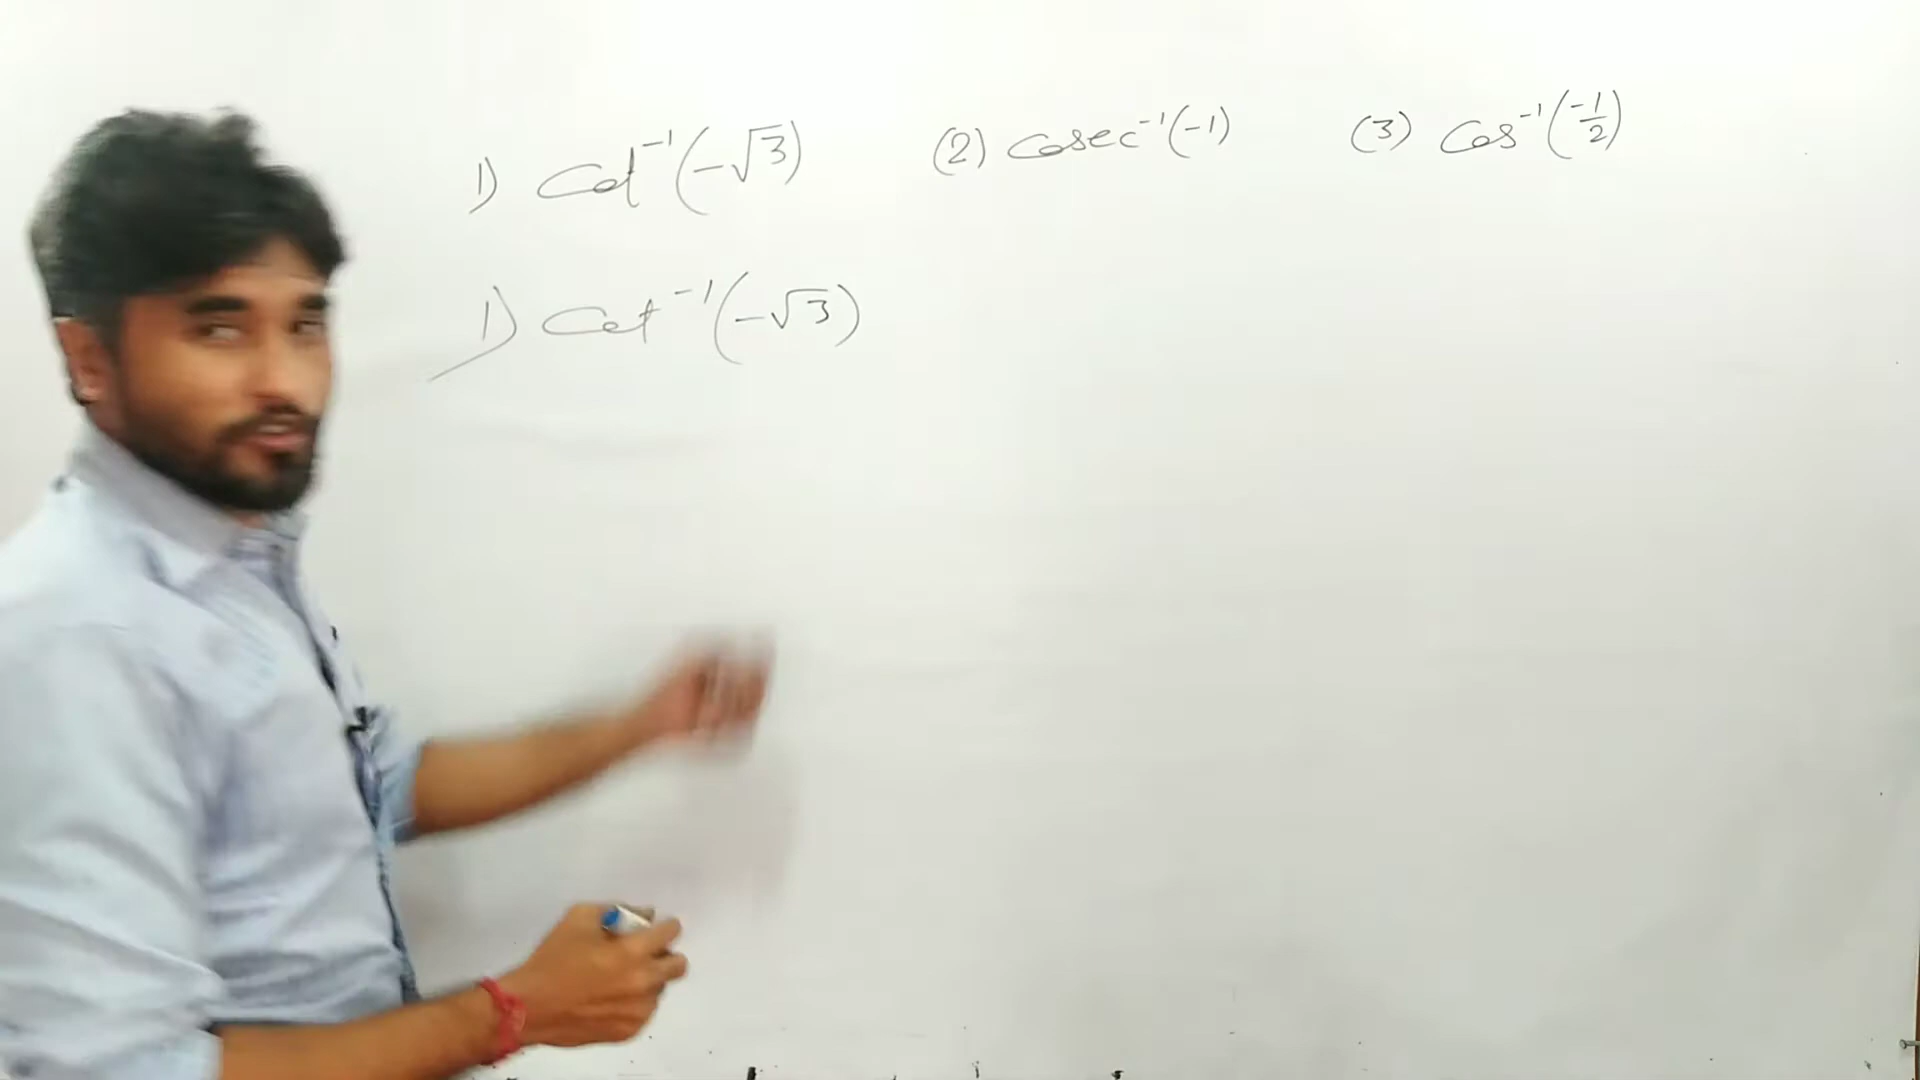 1) Cot⁻¹(-√3) (2) Cosec⁻¹(-1) (3) Cos⁻¹(-1/2)
1) Cot⁻¹(-√3)